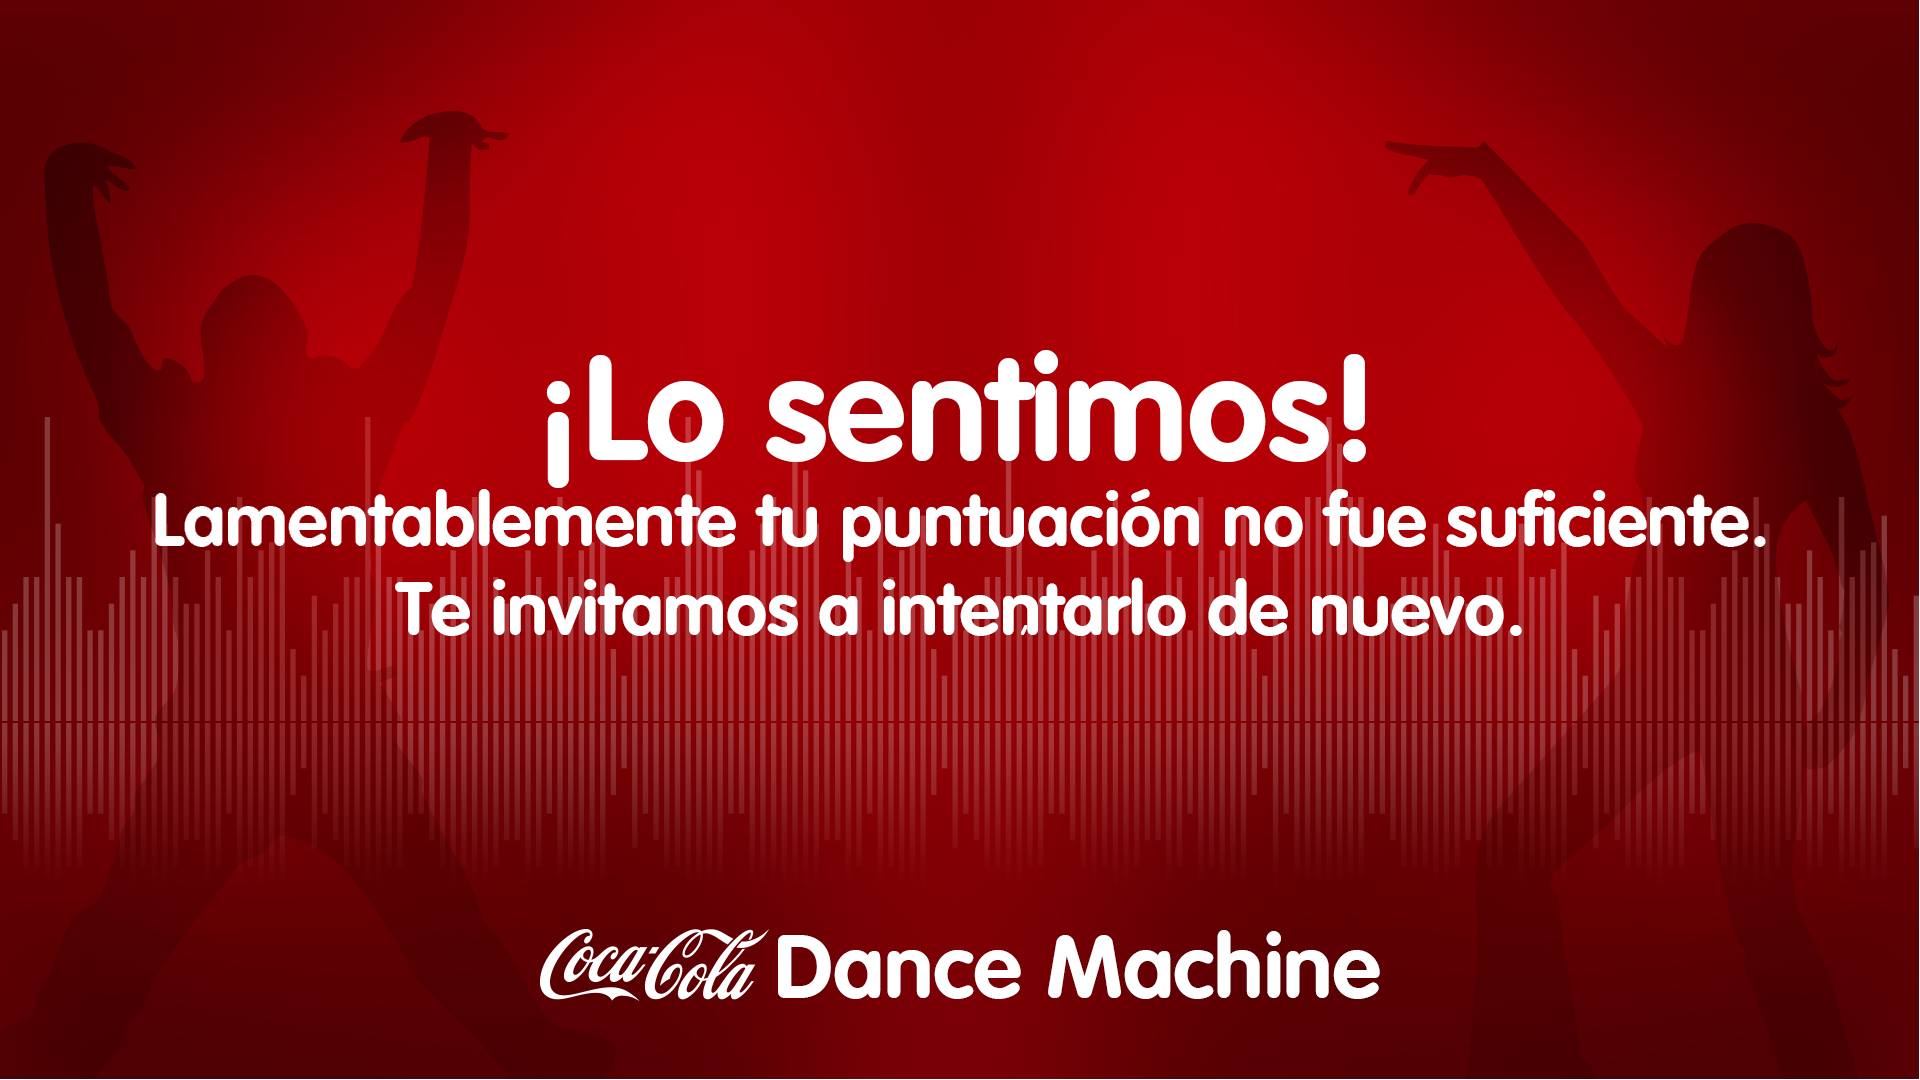 ¡Lo sentimos!
Lamentablemente tu puntuación no fue suficiente.
Te invitamos a intentarlo de nuevo.
Coca-Cola Dance Machine